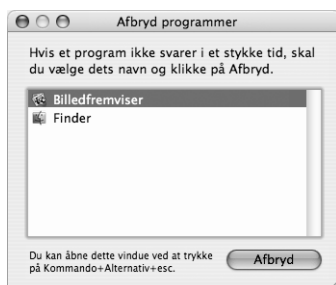 Afbryd programmer
Hvis et program ikke svarer i et stykke tid, skal
du vælge dets navn og klikke på Afbryd.
Billedfremviser
Finder
Du kan åbne dette vindue ved at trykke
på Kommando+Alternativ+esc.
Afbryd